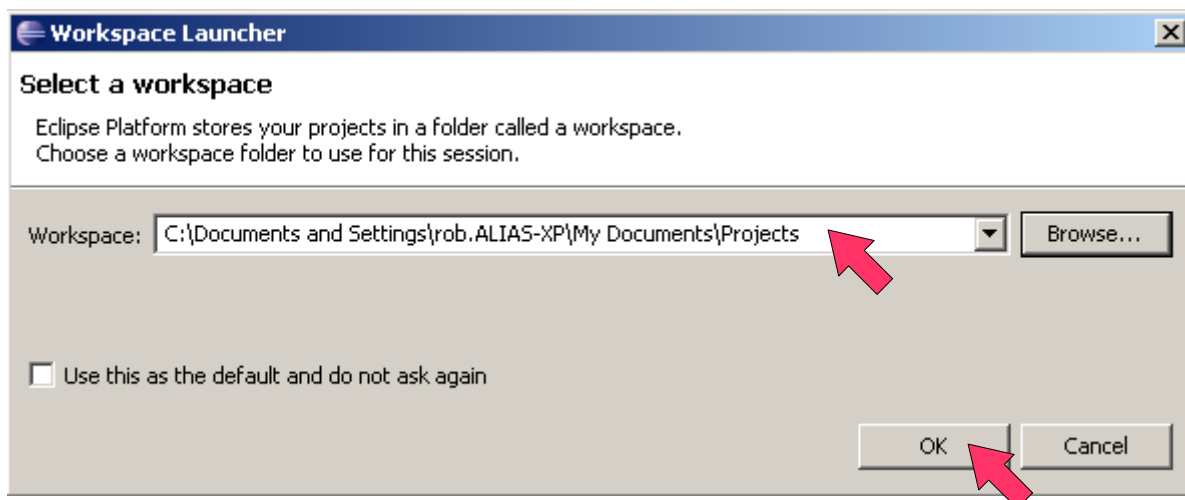 Workspace Launcher
Select a workspace
Eclipse Platform stores your projects in a folder called a workspace.
Choose a workspace folder to use for this session.
Workspace: C:\Documents and Settings\rob.ALIAS-XP\My Documents\Projects Browse...
Use this as the default and do not ask again
OK Cancel